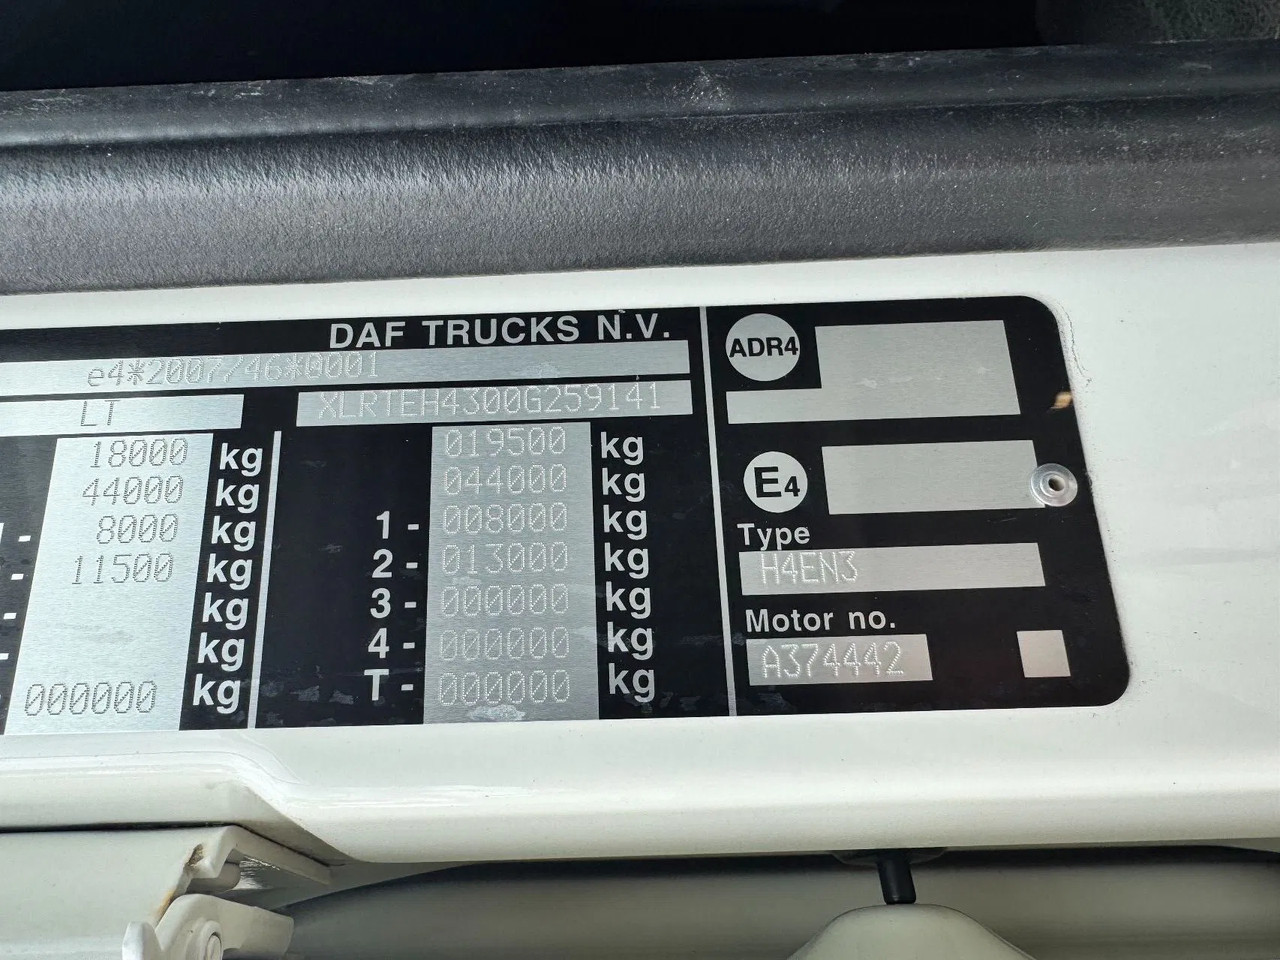 DAF TRUCKS N.V.
e4*2007/46*0001
LT XLRTEH4300G259141
18000 kg 019500 kg
44000 kg 044000 kg
- 8000 kg 1 - 008000 kg
- 11500 kg 2 - 013000 kg
- kg 3 - 000000 kg
- kg 4 - 000000 kg
000000 kg T - 000000 kg
ADR4
E4
Type
H4EN3
Motor no.
A374442